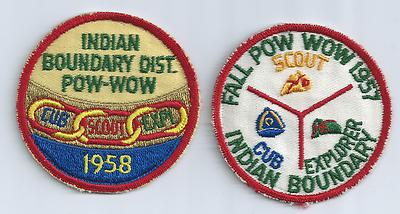 INDIAN
BOUNDARY DIST.
POW-WOW
CUB SCOUT EXPL
1958
FALL POW WOW 1957
SCOUT
CUB
EXPLORER
INDIAN BOUNDARY